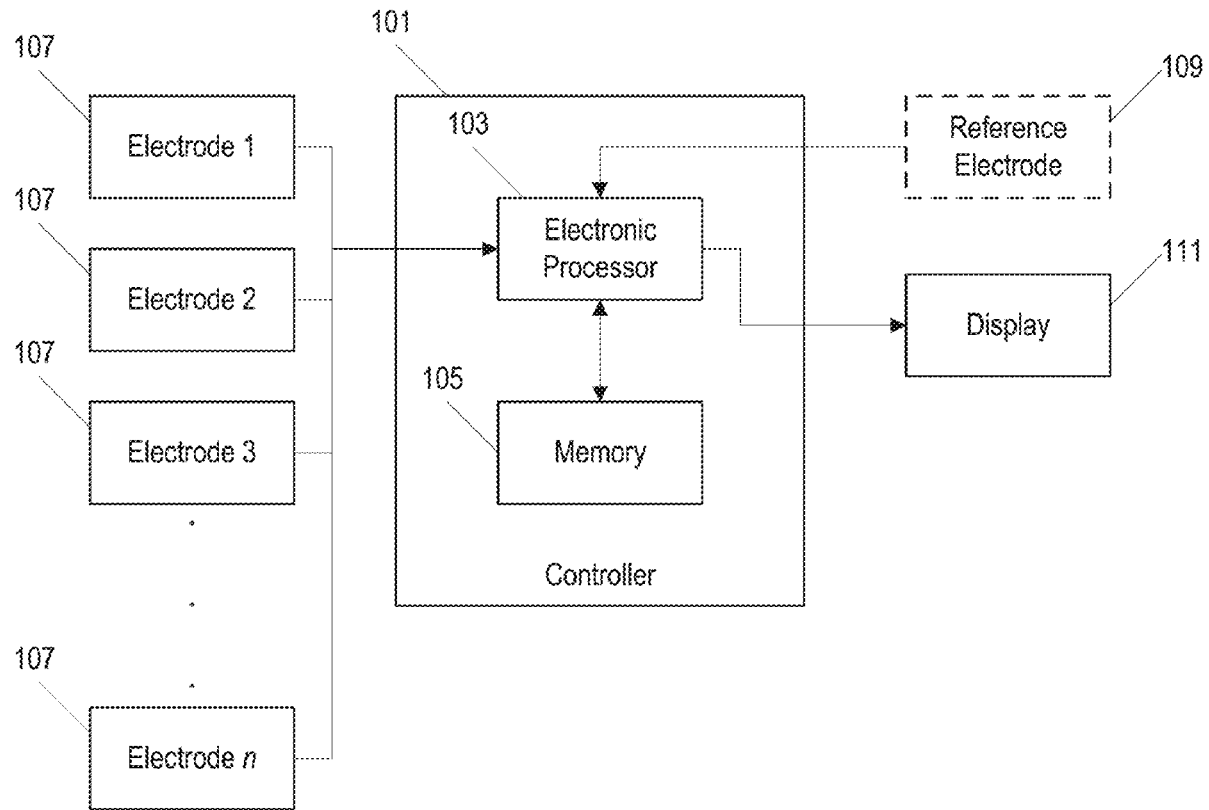 107
Electrode 1
107
Electrode 2
107
Electrode 3
107
Electrode n
101
103
Electronic
Processor
105
Memory
Controller
109
Reference
Electrode
111
Display